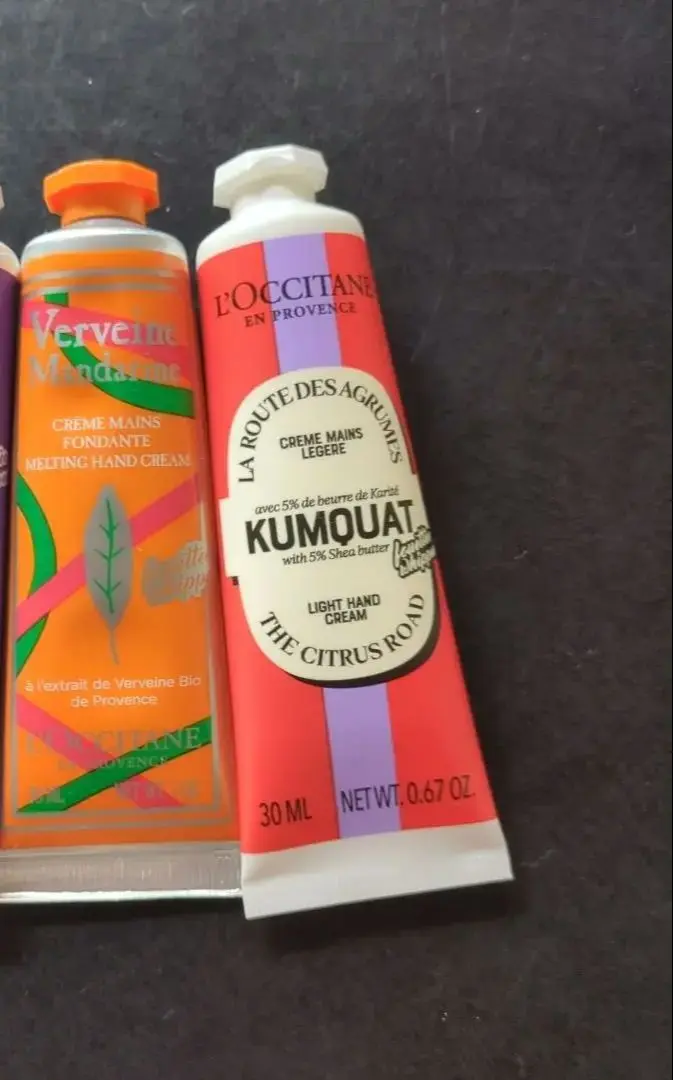 Verveine
Mandarine
CRÈME MAINS
FONDANTE
MELTING HAND CREAM
à l'extrait de Verveine Bio
de Provence
L'OCCITANE
EN PROVENCE
30 ML
L'OCCITANE
EN PROVENCE
LA ROUTE DES AGRUMES
CREME MAINS
LEGERE
avec 5% de beurre de Karité
KUMQUAT
with 5% Shea butter
LIGHT HAND
CREAM
THE CITRUS ROAD
30 ML NET WT. 0.67 OZ.